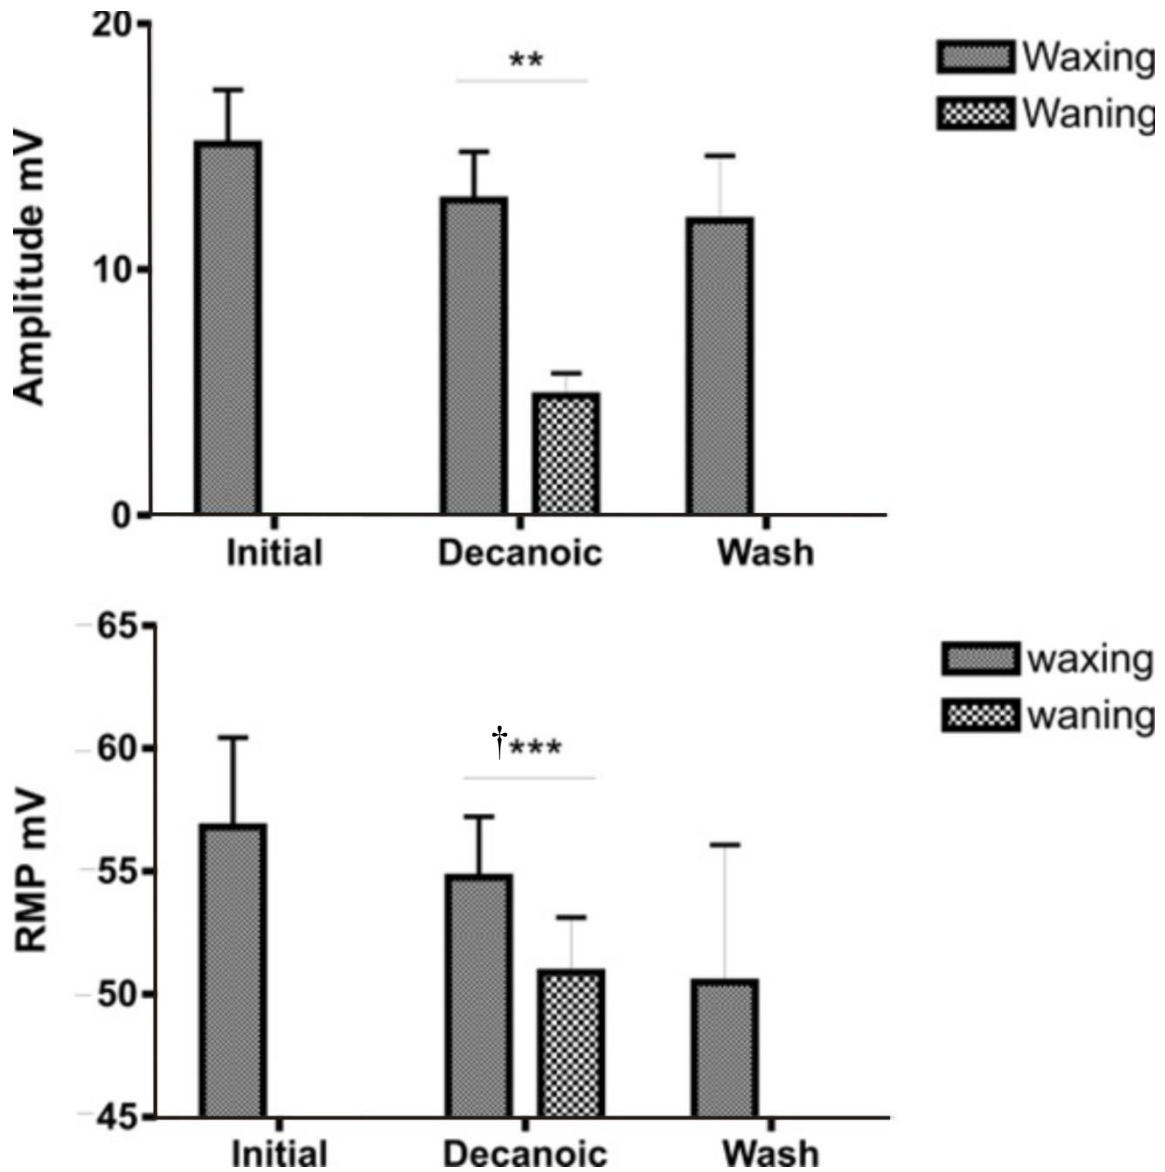 20
Waxing
Waning
**
Amplitude mV
10
0
Initial Decanoic Wash
65
waxing
waning
†***
60
RMP mV
55
50
45
Initial Decanoic Wash